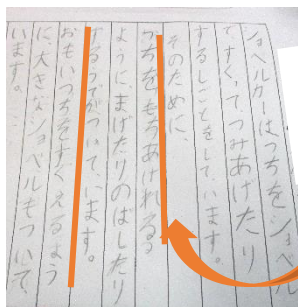 ショベルカーはつちをショベル
ですくって、つみあげたり
するしごとをしています。
そのために、
つちをもちあげれる
ように、まげたりのばしたり
するうでがついています。
おもいつちをすくえるよう
に、大きなショベルもついて
います。